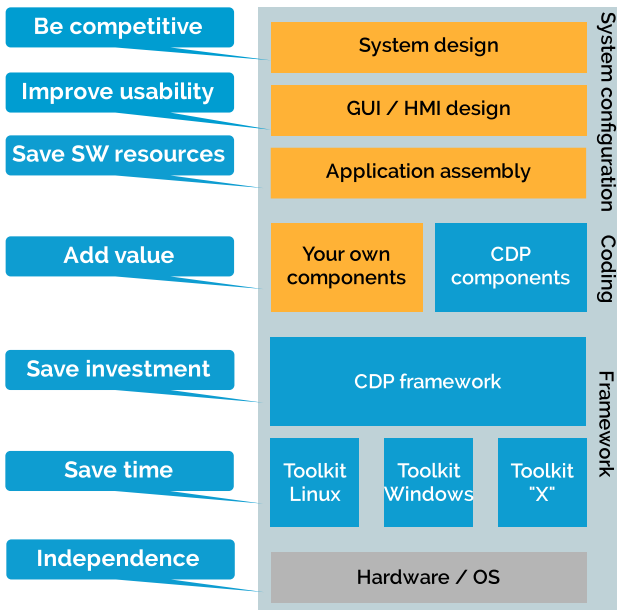 Be competitive
System design
Improve usability
GUI / HMI design
Save SW resources
Application assembly
System configuration
Add value
Your own
components
CDP
components
Coding
Save investment
CDP framework
Framework
Save time
Toolkit
Linux
Toolkit
Windows
Toolkit
"X"
Independence
Hardware / OS